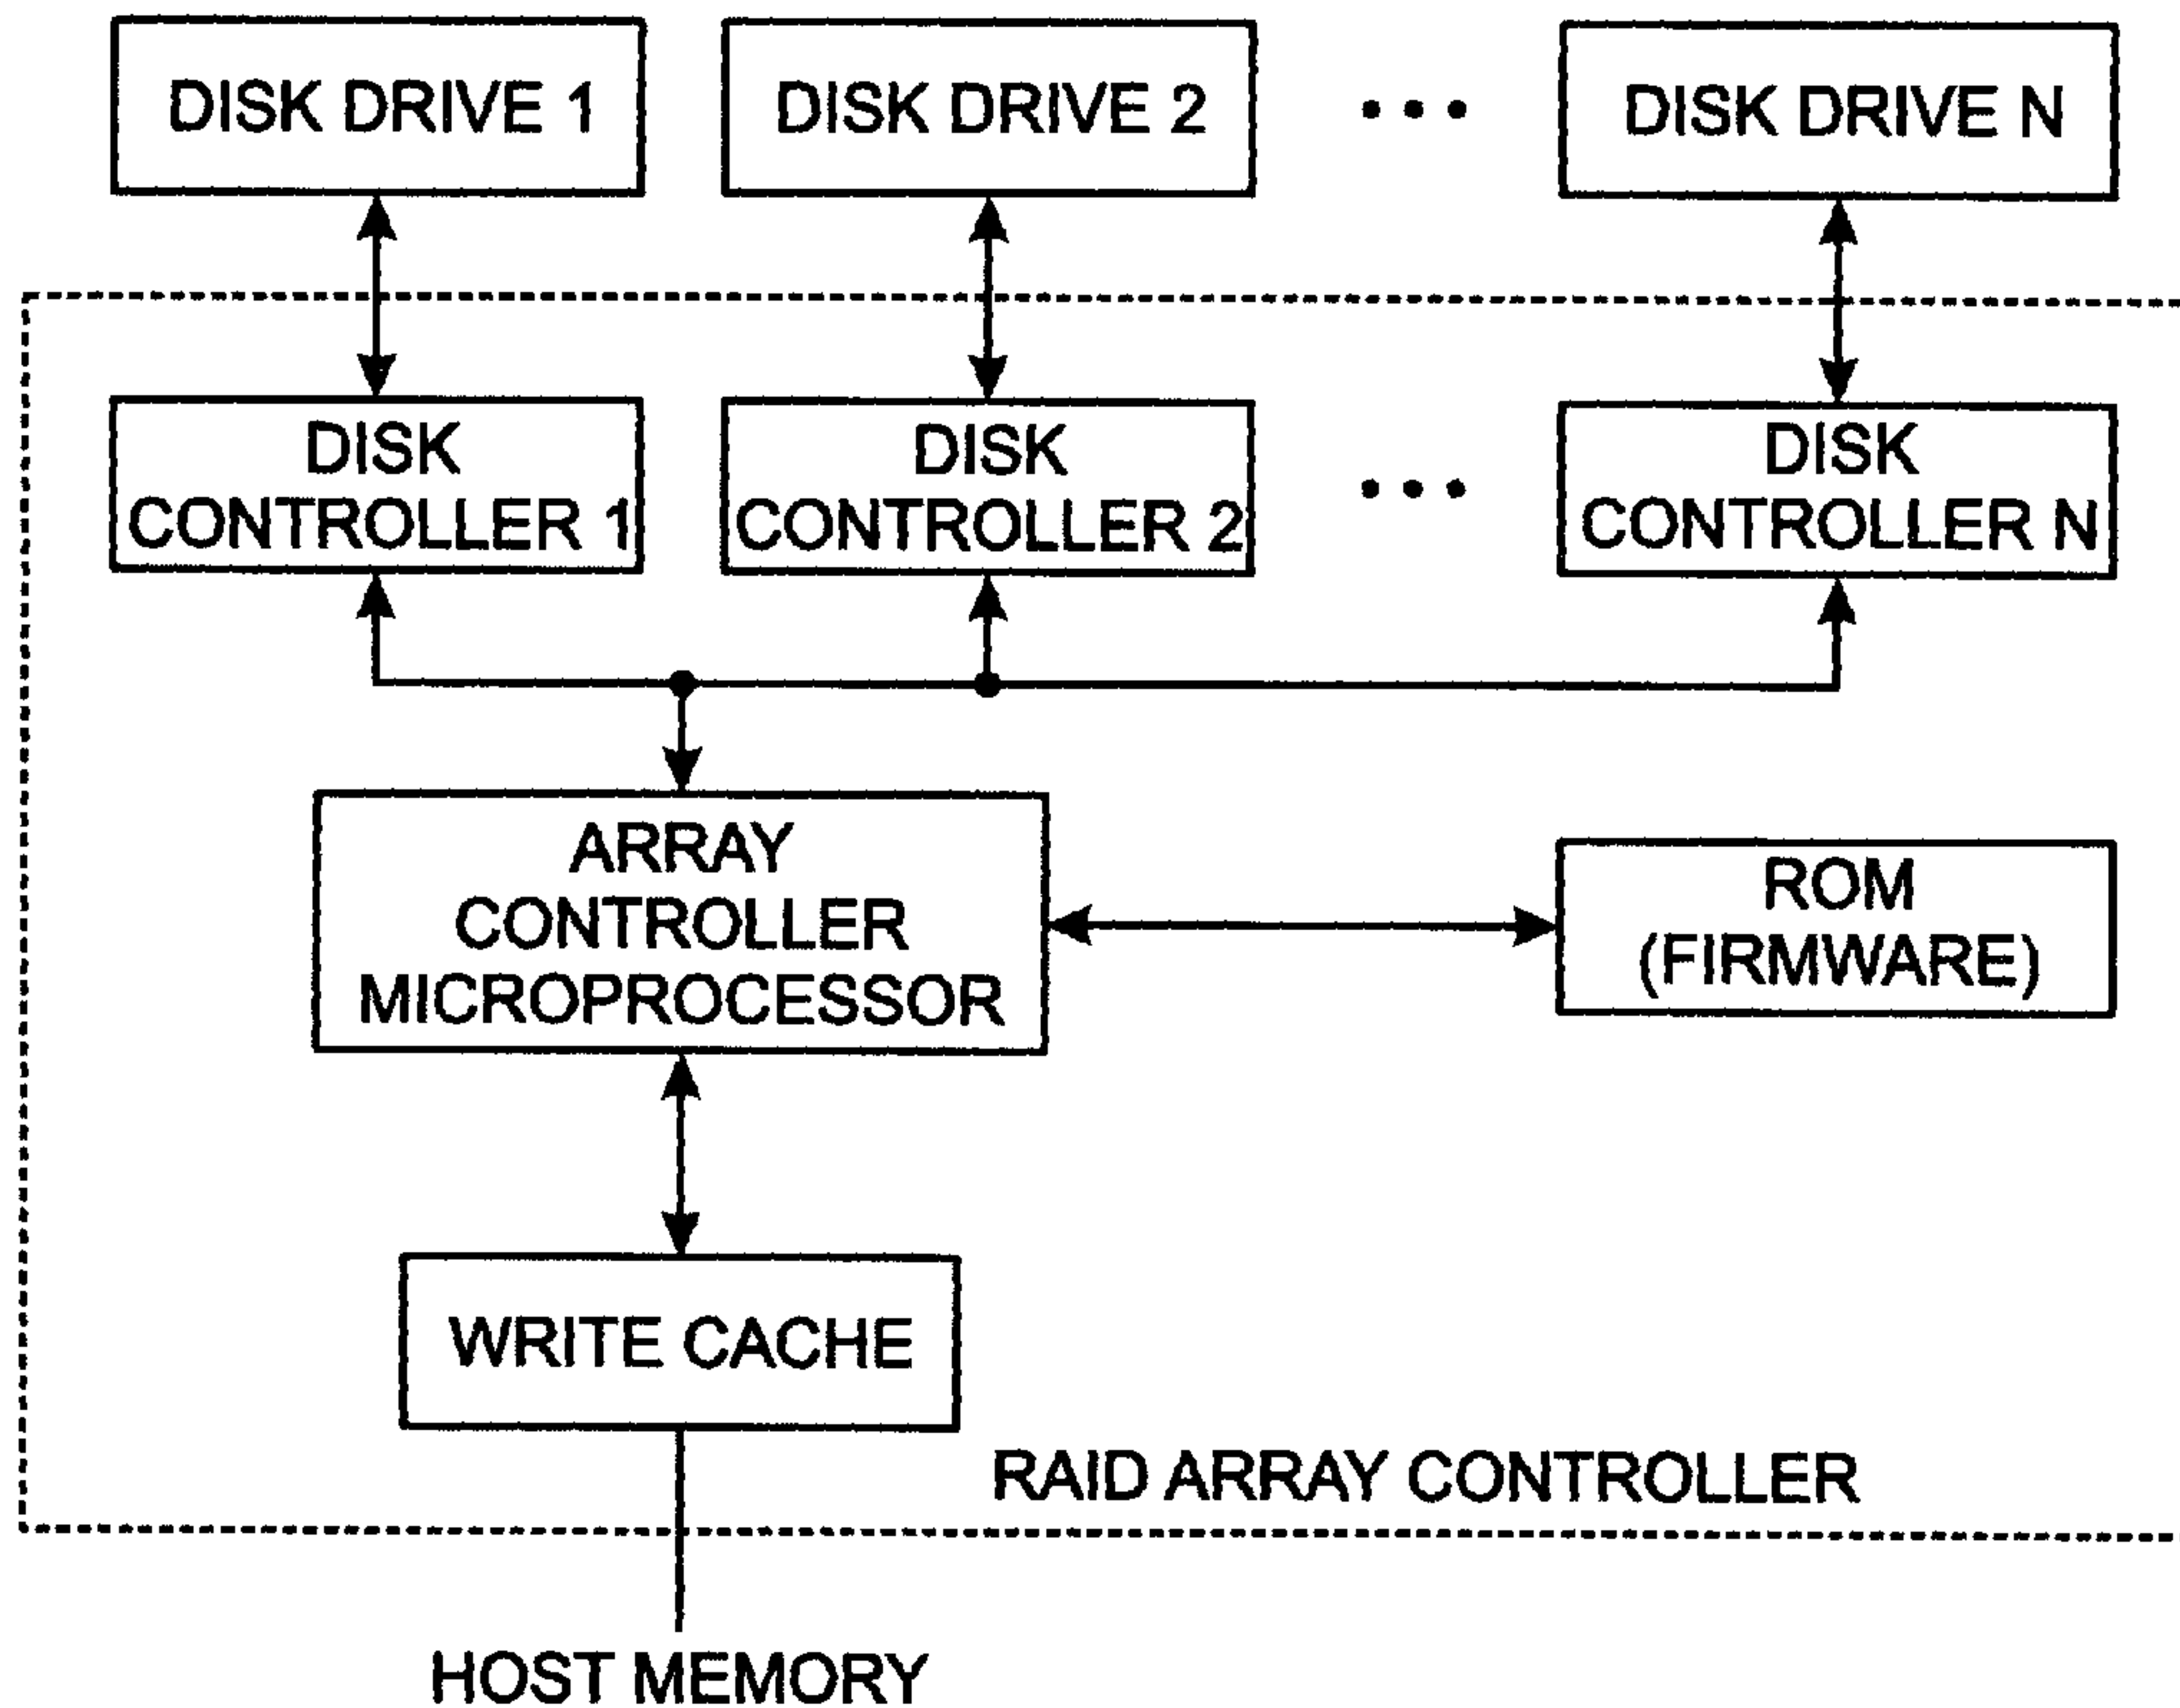 DISK DRIVE 1
DISK DRIVE 2
DISK DRIVE N
DISK
CONTROLLER 1
DISK
CONTROLLER 2
DISK
CONTROLLER N
ARRAY
CONTROLLER
MICROPROCESSOR
ROM
(FIRMWARE)
WRITE CACHE
RAID ARRAY CONTROLLER
HOST MEMORY